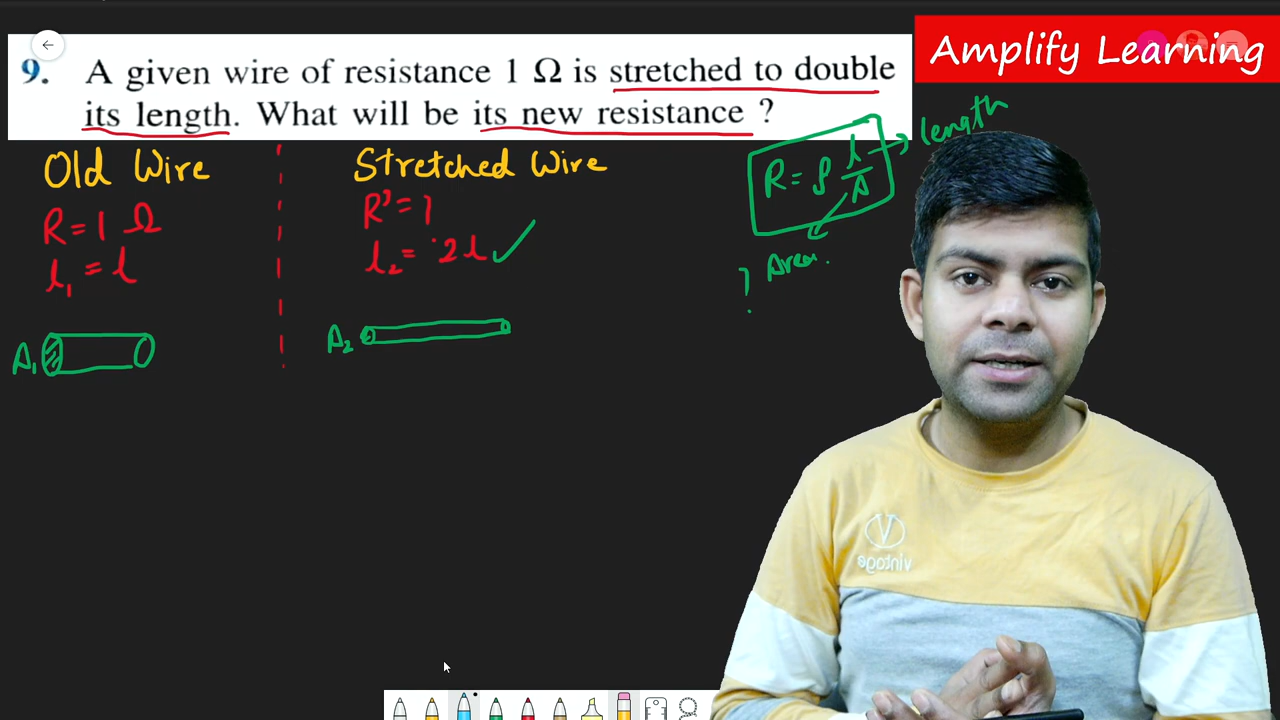 Amplify Learning
9. A given wire of resistance 1 Ω is stretched to double
its length. What will be its new resistance ?
Old Wire
R = 1 Ω
l₁ = l
A₁
Stretched Wire
R' = ?
l₂ = 2l ✓
A₂
R = ρ l/A
length
Area.
?
vintage